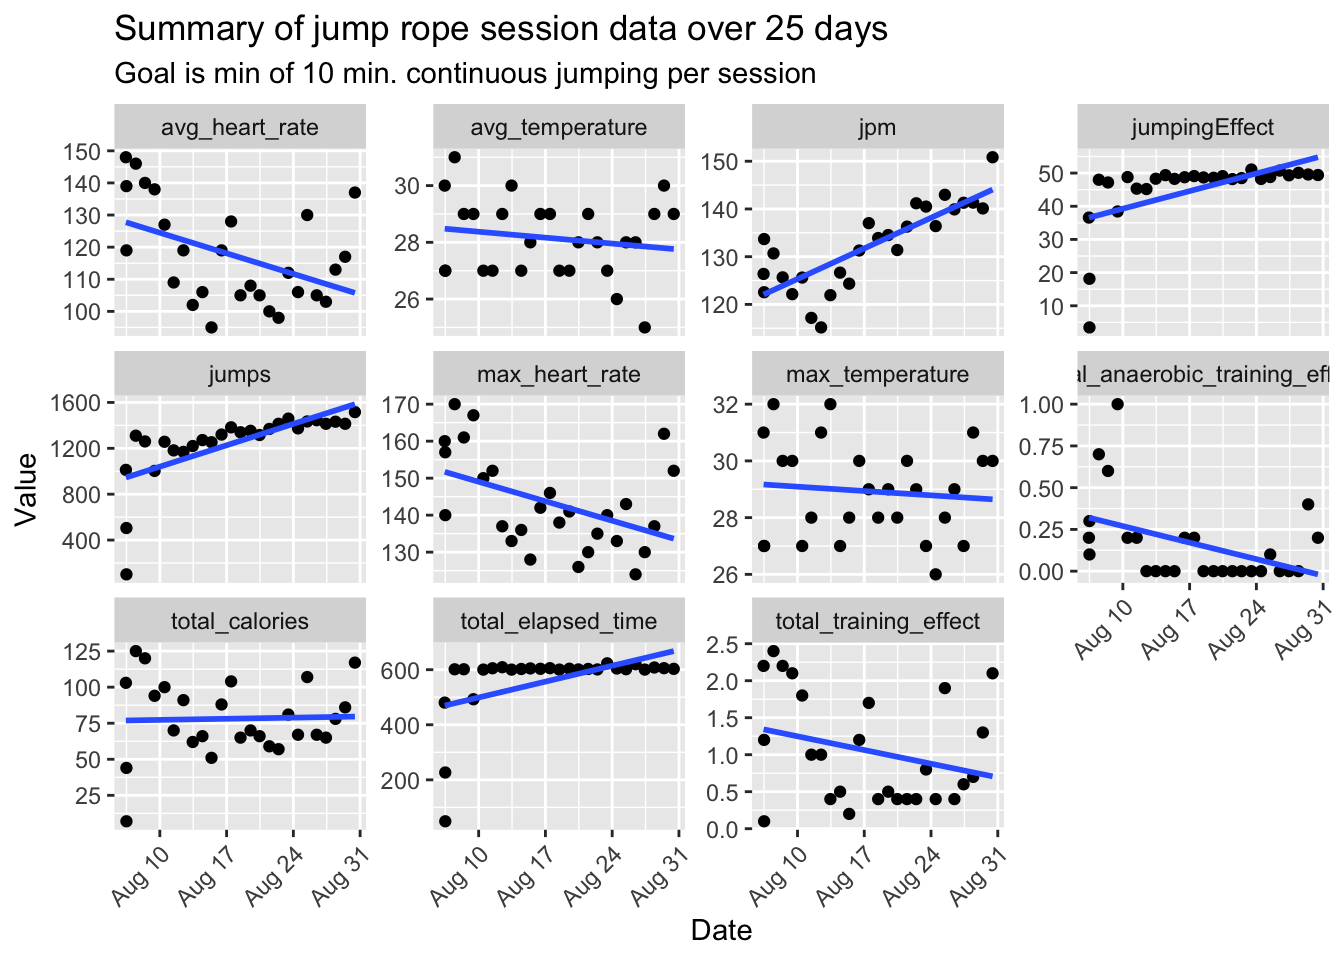 Summary of jump rope session data over 25 days
Goal is min of 10 min. continuous jumping per session
avg_heart_rate
avg_temperature
jpm
jumpingEffect
150
140
130
120
110
100
30
28
26
150
140
130
120
50
40
30
20
10
jumps
max_heart_rate
max_temperature
al_anaerobic_training_eff
1600
1200
800
400
170
160
150
140
130
32
30
28
26
1.00
0.75
0.50
0.25
0.00
Aug 10
Aug 17
Aug 24
Aug 31
total_calories
total_elapsed_time
total_training_effect
125
100
75
50
25
600
400
200
2.5
2.0
1.5
1.0
0.5
0.0
Aug 10
Aug 17
Aug 24
Aug 31
Aug 10
Aug 17
Aug 24
Aug 31
Aug 10
Aug 17
Aug 24
Aug 31
Value
Date